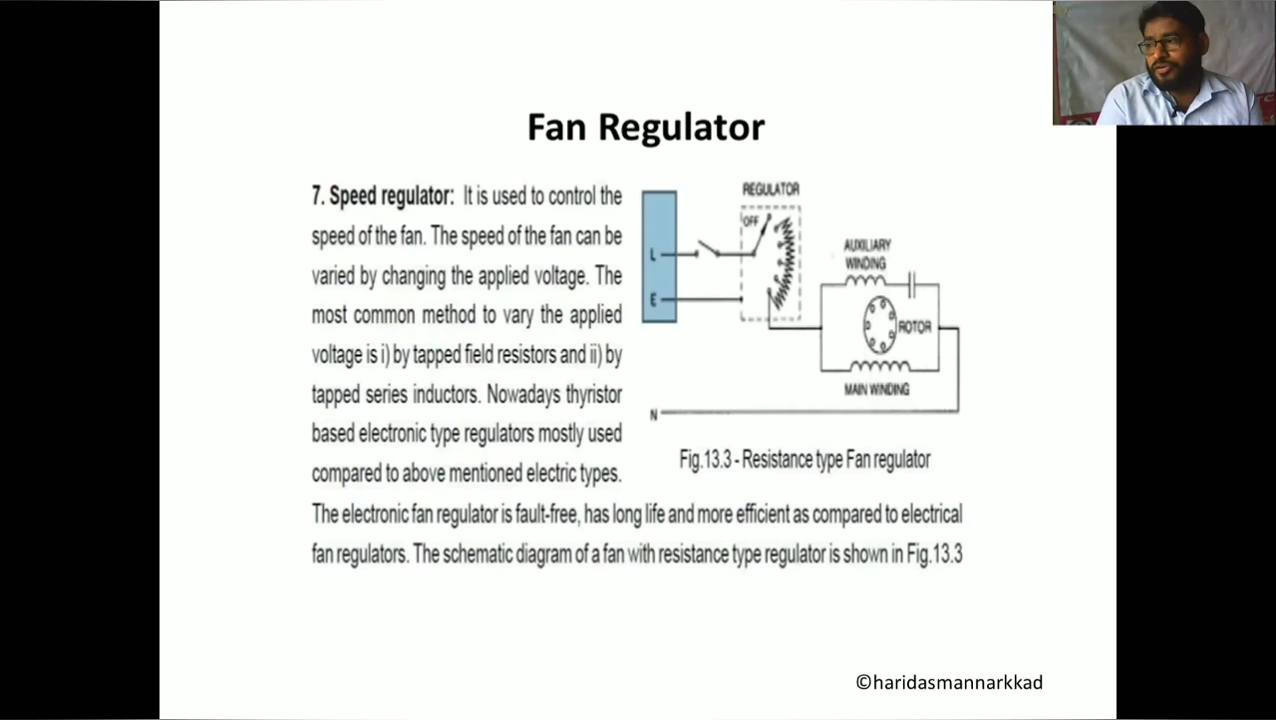 Fan Regulator
7. Speed regulator: It is used to control the
speed of the fan. The speed of the fan can be
varied by changing the applied voltage. The
most common method to vary the applied
voltage is i) by tapped field resistors and ii) by
tapped series inductors. Nowadays thyristor
based electronic type regulators mostly used
compared to above mentioned electric types.
The electronic fan regulator is fault-free, has long life and more efficient as compared to electrical
fan regulators. The schematic diagram of a fan with resistance type regulator is shown in Fig.13.3
REGULATOR
OFF
L
E
AUXILIARY
WINDING
ROTOR
MAIN WINDING
N
Fig.13.3 - Resistance type Fan regulator
©haridasmannarkkad